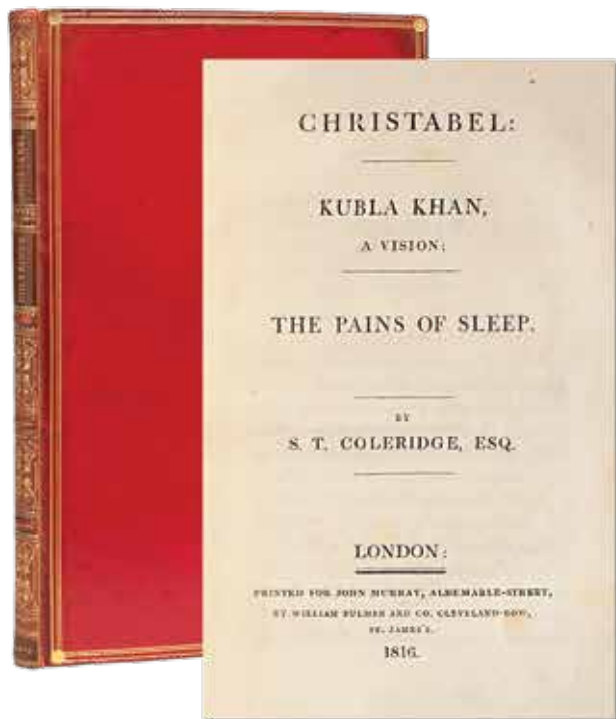 CHRISTABEL:
KUBLA KHAN,
A VISION;
THE PAINS OF SLEEP.
BY
S. T. COLERIDGE, ESQ.
LONDON:
PRINTED FOR JOHN MURRAY, ALBEMARLE-STREET,
BY WILLIAM BULMER AND CO. CLEVELAND-ROW,
ST. JAMES'S.
1816.